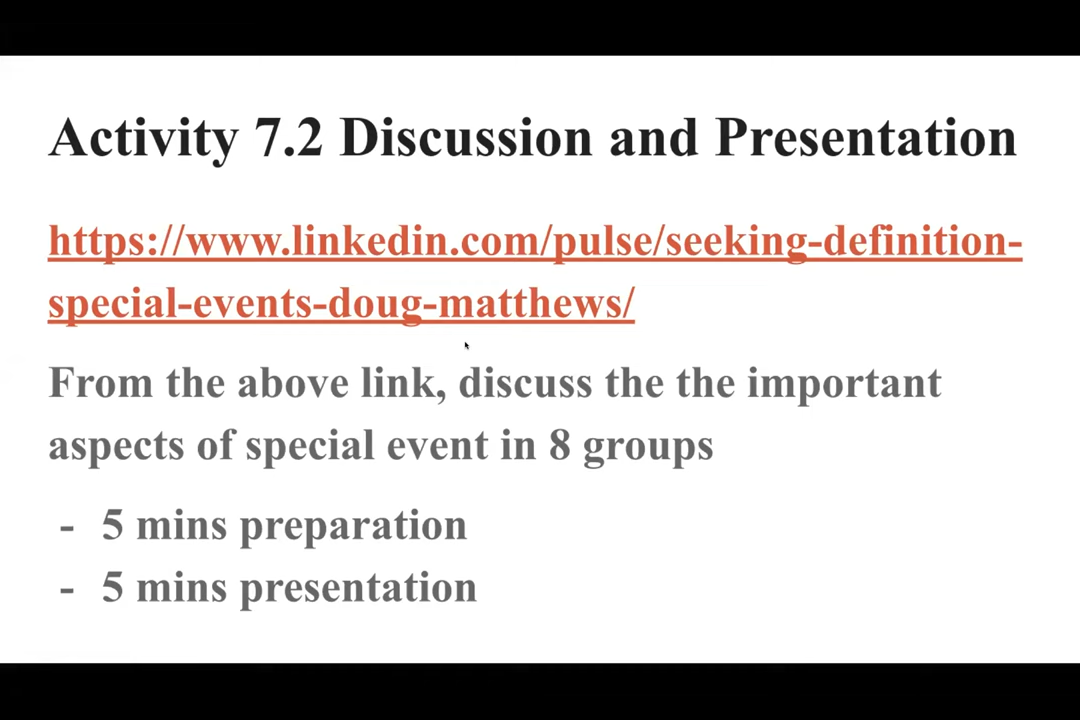 Activity 7.2 Discussion and Presentation
https://www.linkedin.com/pulse/seeking-definition-
special-events-doug-matthews/
From the above link, discuss the the important
aspects of special event in 8 groups
- 5 mins preparation
- 5 mins presentation